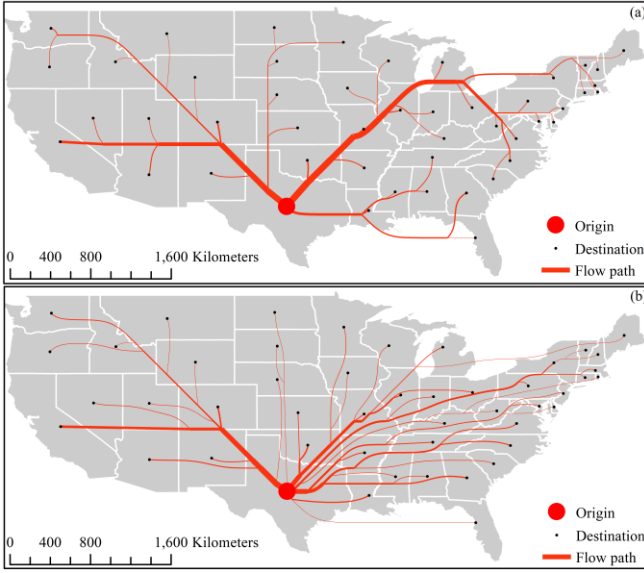 (a)
Origin
Destination
Flow path
0 400 800 1,600 Kilometers
(b)
Origin
Destination
Flow path
0 400 800 1,600 Kilometers